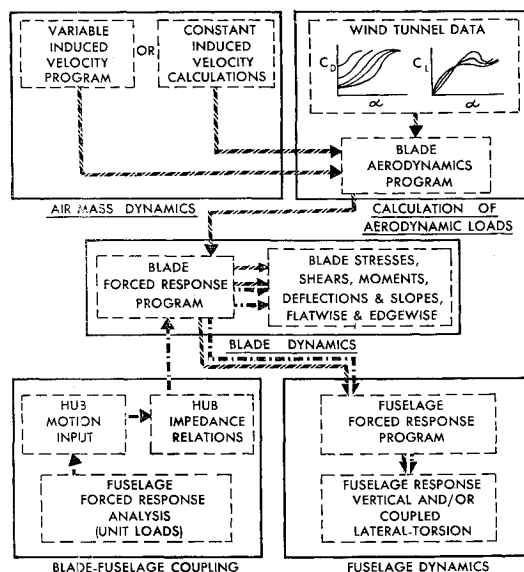 VARIABLE
INDUCED
VELOCITY
PROGRAM
OR
CONSTANT
INDUCED
VELOCITY
CALCULATIONS
AIR MASS DYNAMICS
WIND TUNNEL DATA
CD
α
CL
α
BLADE
AERODYNAMICS
PROGRAM
CALCULATION OF
AERODYNAMIC LOADS
BLADE
FORCED RESPONSE
PROGRAM
BLADE STRESSES,
SHEARS, MOMENTS,
DEFLECTIONS & SLOPES,
FLATWISE & EDGEWISE
BLADE DYNAMICS
HUB
MOTION
INPUT
HUB
IMPEDANCE
RELATIONS
FUSELAGE
FORCED RESPONSE
ANALYSIS
(UNIT LOADS)
BLADE-FUSELAGE COUPLING
FUSELAGE
FORCED RESPONSE
PROGRAM
FUSELAGE RESPONSE
VERTICAL AND/OR
COUPLED
LATERAL-TORSION
FUSELAGE DYNAMICS